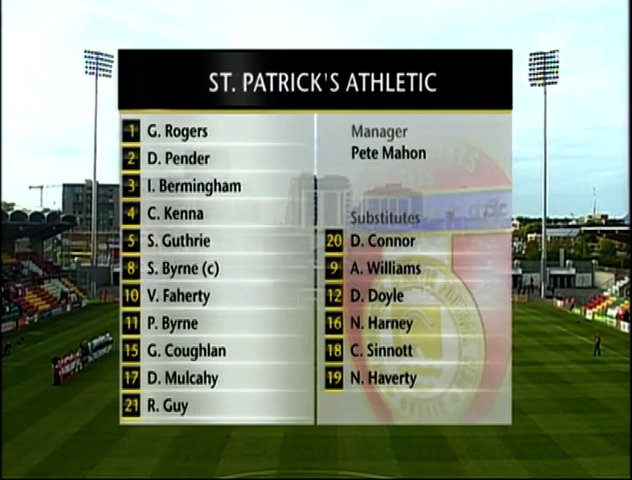 ST. PATRICK'S ATHLETIC
1 G. Rogers
2 D. Pender
3 I. Bermingham
4 C. Kenna
5 S. Guthrie
8 S. Byrne (c)
10 V. Faherty
11 P. Byrne
15 G. Coughlan
17 D. Mulcahy
21 R. Guy
Manager
Pete Mahon
Substitutes
20 D. Connor
9 A. Williams
12 D. Doyle
16 N. Harney
18 C. Sinnott
19 N. Haverty